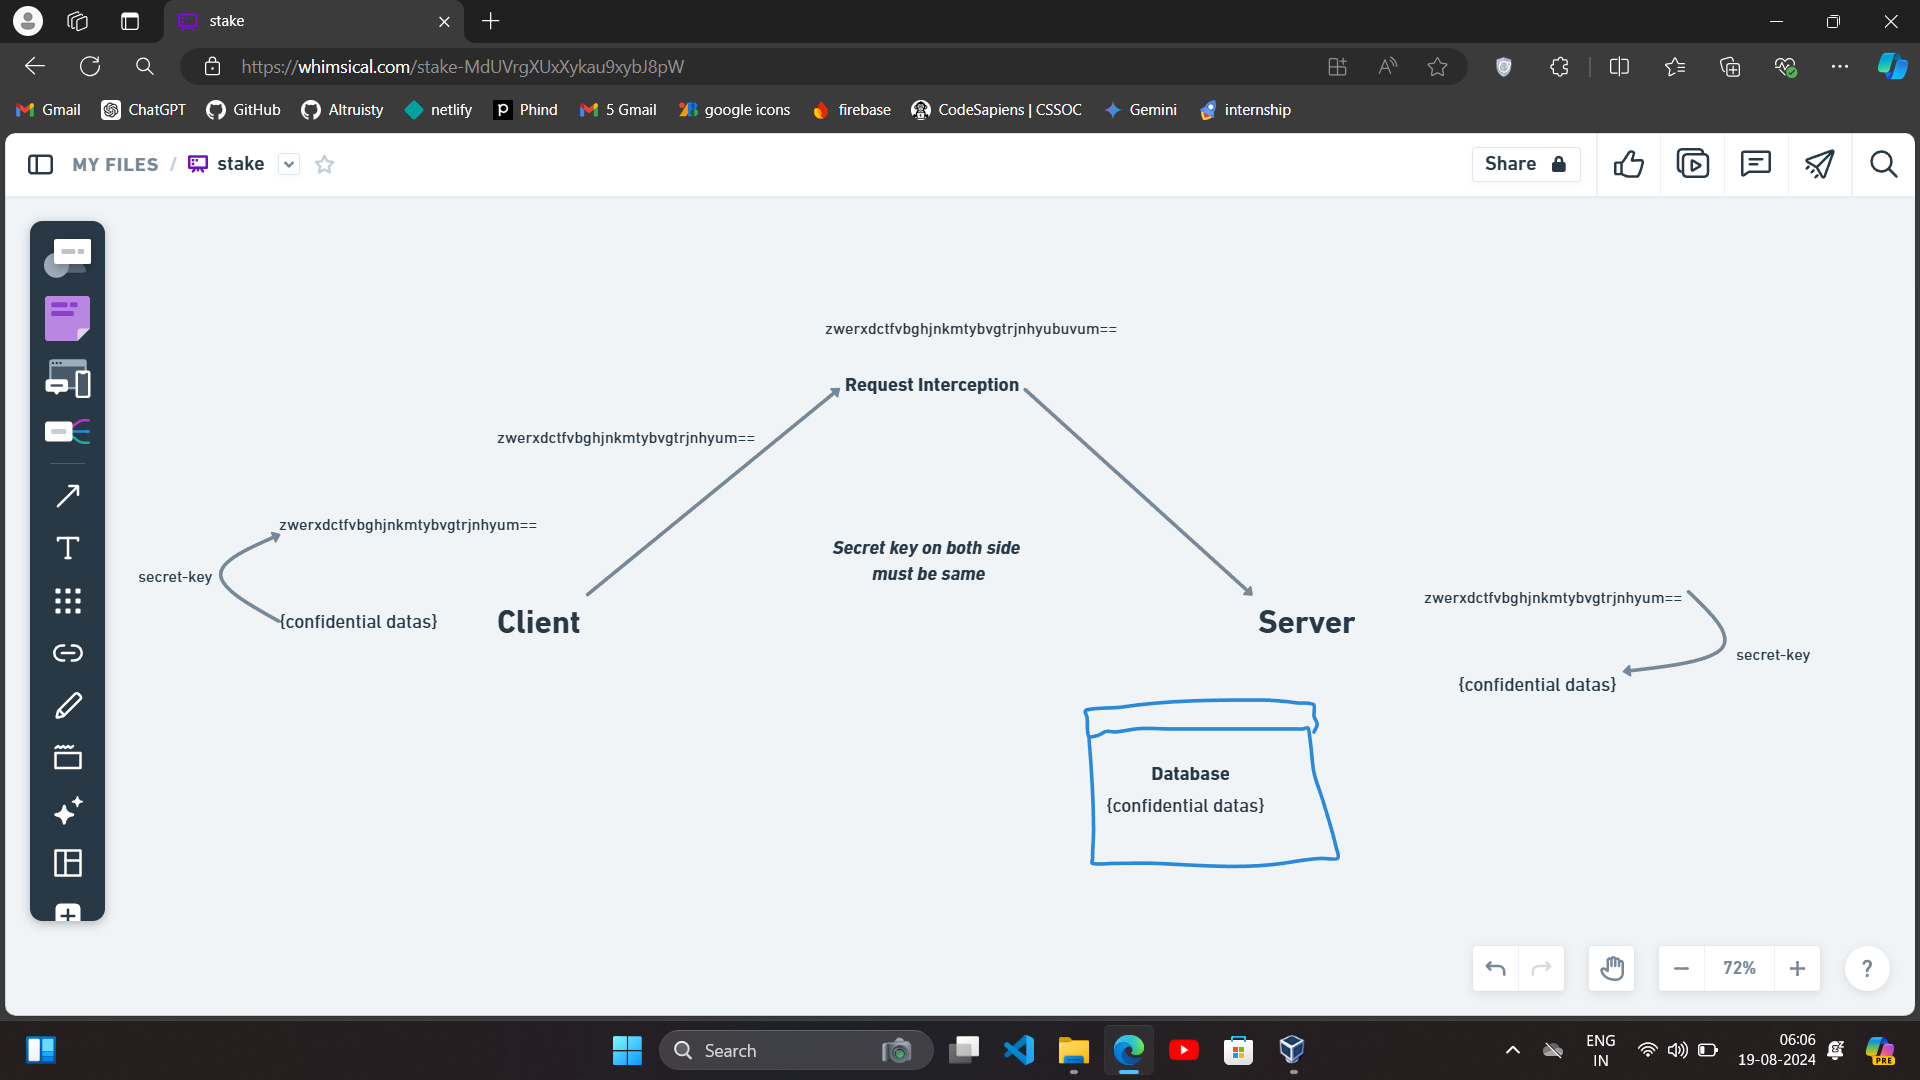 stake
https://whimsical.com/stake-MdUVrgXUxXykau9xybJ8pW
Gmail
ChatGPT
GitHub
Altruisty
netlify
Phind
5 Gmail
google icons
firebase
CodeSapiens | CSSOC
Gemini
internship
MY FILES / stake
Share
zwerxdctfvbghjnkmtybvgtrjnhyubuvum==
Request Interception
zwerxdctfvbghjnkmtybvgtrjnhyum==
zwerxdctfvbghjnkmtybvgtrjnhyum==
secret-key
{confidential datas}
Client
Secret key on both side
must be same
Server
zwerxdctfvbghjnkmtybvgtrjnhyum==
secret-key
{confidential datas}
Database
{confidential datas}
72%
?
Search
ENG
IN
06:06
19-08-2024
PRE